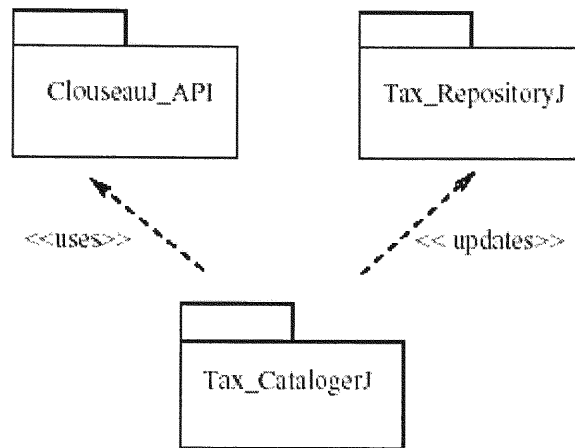 ClouseauJ_API
Tax_RepositoryJ
<<uses>>
<< updates>>
Tax_CatalogerJ